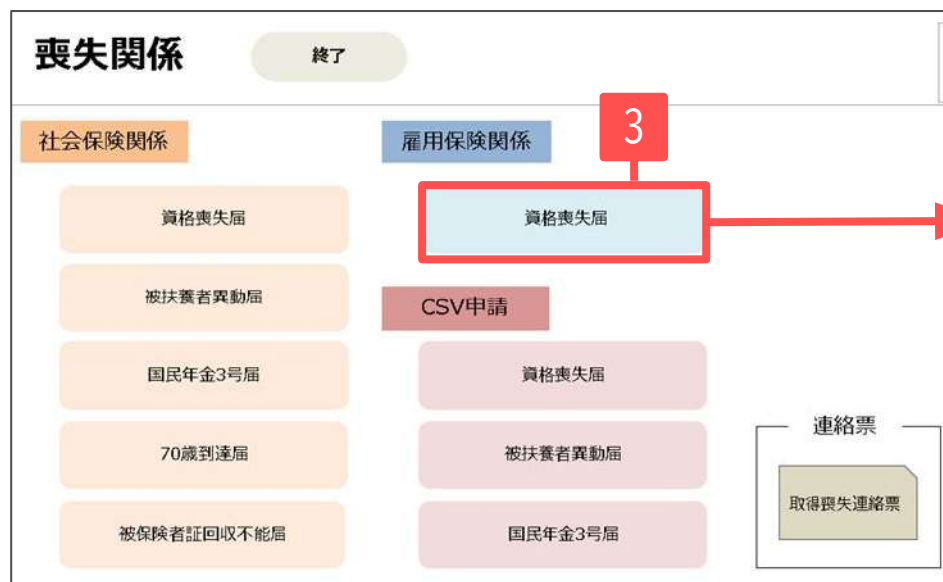 喪失関係
終了
社会保険関係
資格喪失届
被扶養者異動届
国民年金3号届
70歳到達届
被保険者証回収不能届
雇用保険関係
3
資格喪失届
CSV申請
資格喪失届
被扶養者異動届
国民年金3号届
連絡票
取得喪失連絡票